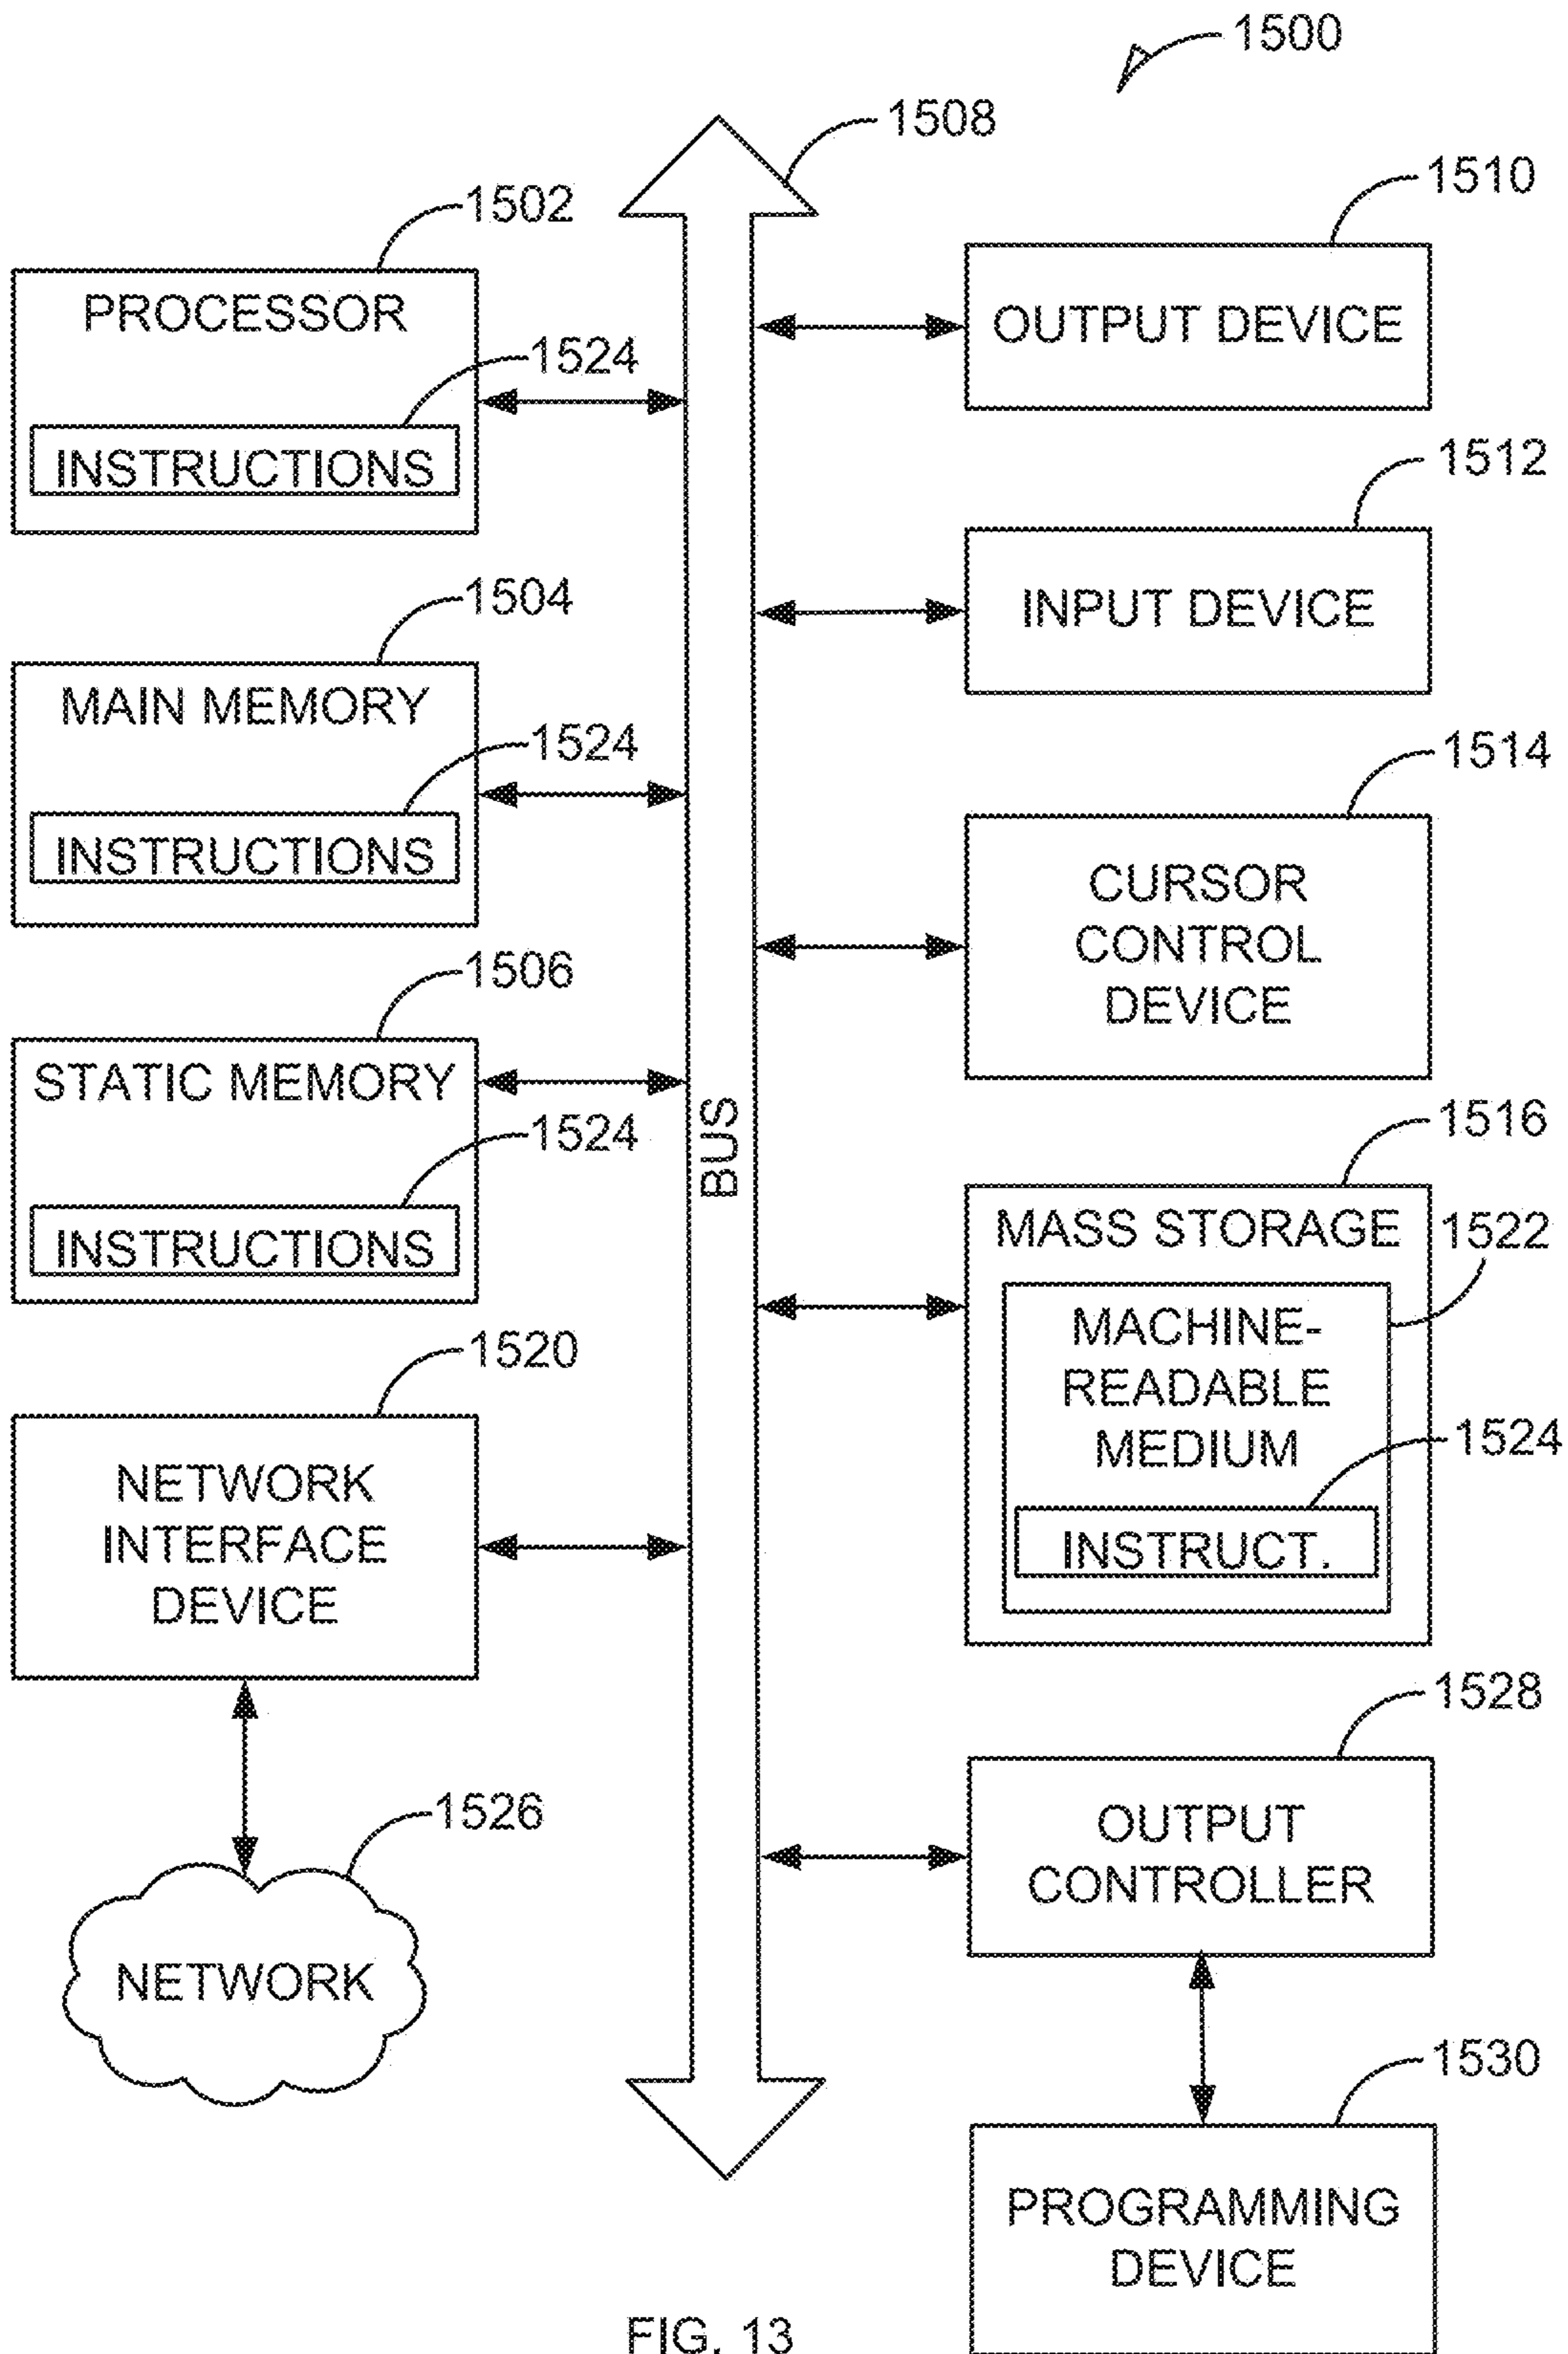 1500
1508
1502
PROCESSOR
1524
INSTRUCTIONS
1504
MAIN MEMORY
1524
INSTRUCTIONS
1506
STATIC MEMORY
1524
INSTRUCTIONS
1520
NETWORK
INTERFACE
DEVICE
1526
NETWORK
BUS
1510
OUTPUT DEVICE
1512
INPUT DEVICE
1514
CURSOR
CONTROL
DEVICE
1516
MASS STORAGE
1522
MACHINE-
READABLE
MEDIUM
1524
INSTRUCT.
1528
OUTPUT
CONTROLLER
1530
PROGRAMMING
DEVICE
FIG. 13